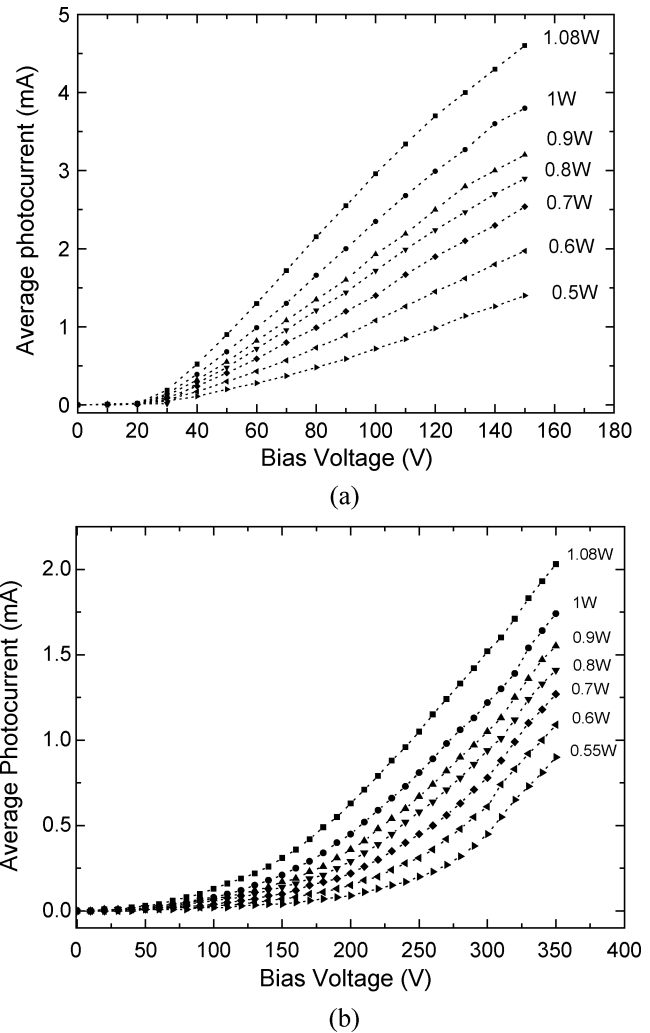 5
4
3
2
1
0
Average photocurrent (mA)
1.08W
1W
0.9W
0.8W
0.7W
0.6W
0.5W
0 20 40 60 80 100 120 140 160 180
Bias Voltage (V)
(a)
2.0
1.5
1.0
0.5
0.0
Average Photocurrent (mA)
1.08W
1W
0.9W
0.8W
0.7W
0.6W
0.55W
0 50 100 150 200 250 300 350 400
Bias Voltage (V)
(b)